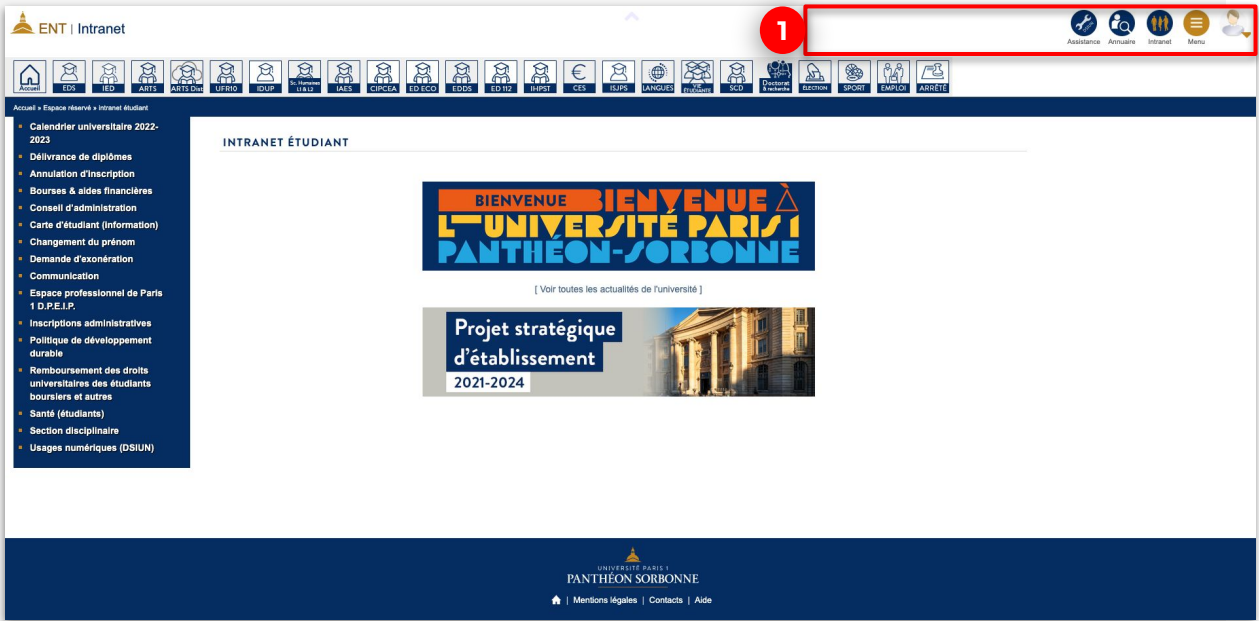 ENT | Intranet
1
Assistance Annuaire Intranet Menu
Accueil EDS IED ARTS ARTS Dist UFR10 IDUP Sc. Humaines L1 & L2 IAES CIPCEA ED ECO EDDS ED 112 IHPST CES ISJPS LANGUES VIE ÉTUDIANTE SCD Doctorat & recherche ÉLECTION SPORT EMPLOI ARRÊTÉ
Accueil » Espace réservé » Intranet étudiant
Calendrier universitaire 2022-
2023
Délivrance de diplômes
Annulation d'inscription
Bourses & aides financières
Conseil d'administration
Carte d'étudiant (information)
Changement du prénom
Demande d'exonération
Communication
Espace professionnel de Paris
1 D.P.E.I.P.
Inscriptions administratives
Politique de développement
durable
Remboursement des droits
universitaires des étudiants
boursiers et autres
Santé (étudiants)
Section disciplinaire
Usages numériques (DSIUN)
INTRANET ÉTUDIANT
BIENVENUE BIENVENUE À
L'UNIVERSITÉ PARIS 1
PANTHÉON-SORBONNE
[ Voir toutes les actualités de l'université ]
Projet stratégique
d'établissement
2021-2024
UNIVERSITÉ PARIS 1
PANTHÉON SORBONNE
| Mentions légales | Contacts | Aide